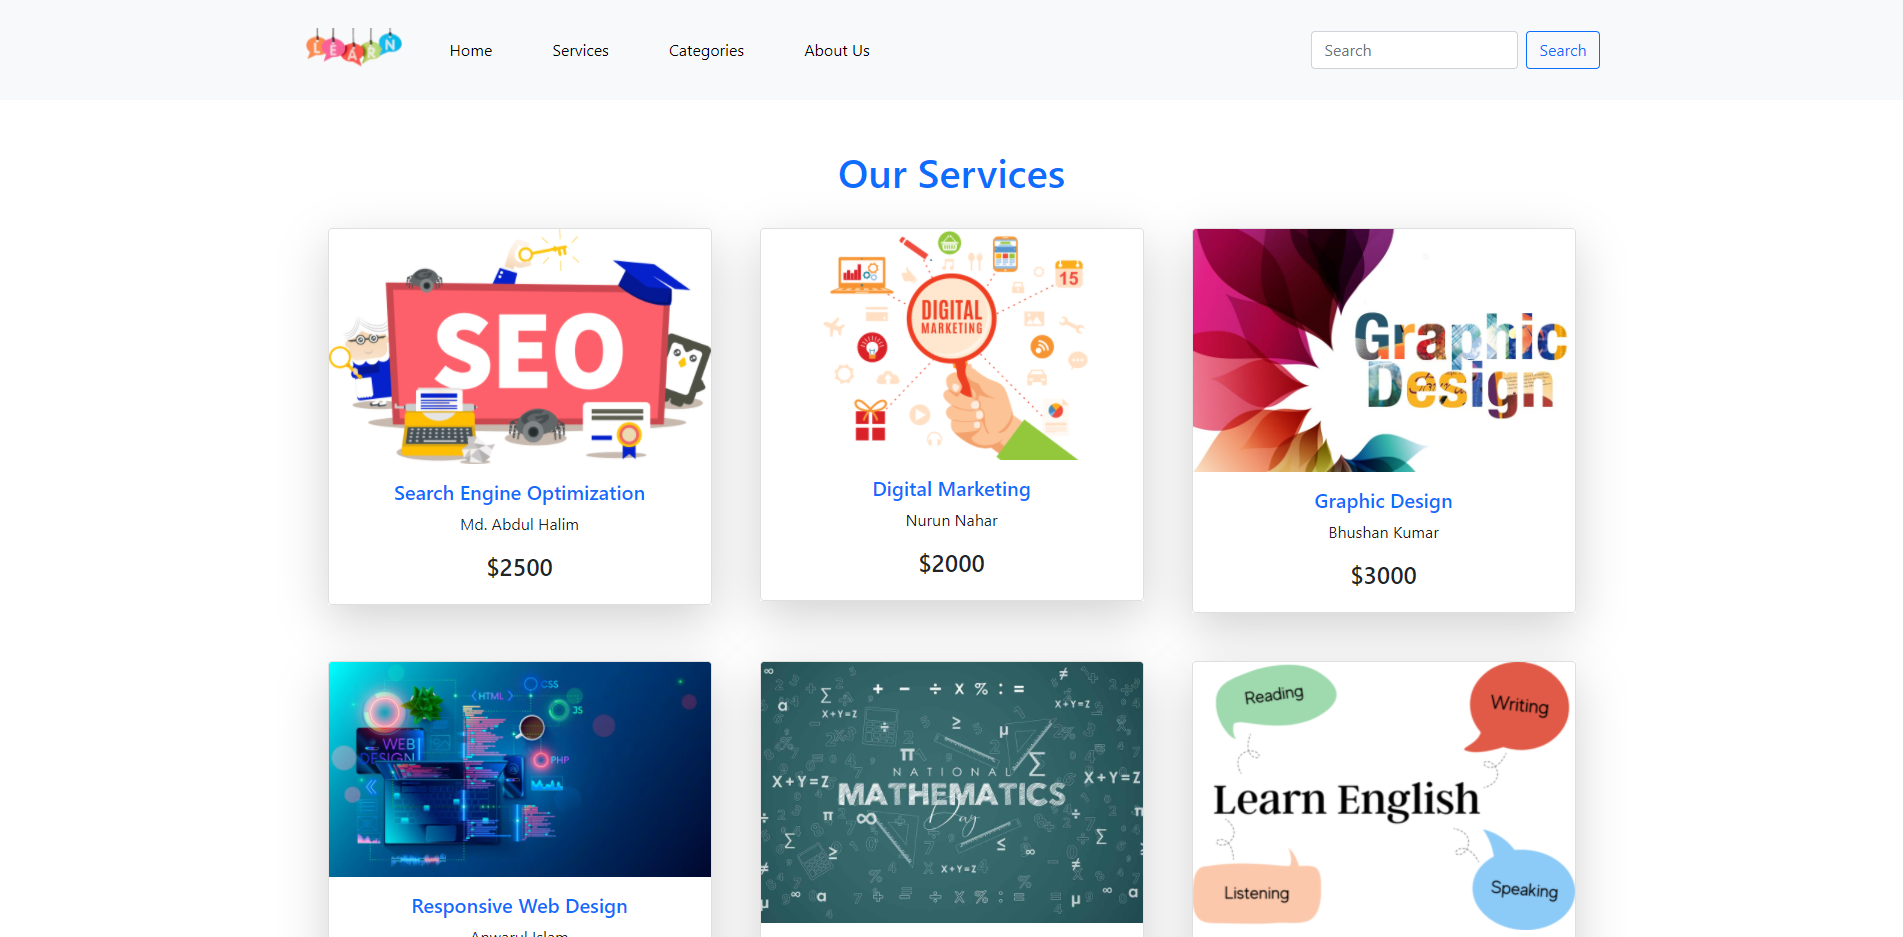 LEARN
Home
Services
Categories
About Us
Search
Search
Our Services
SEO
Search Engine Optimization
Md. Abdul Halim
$2500
15
DIGITAL
MARKETING
Digital Marketing
Nurun Nahar
$2000
Graphic
Design
Graphic Design
Bhushan Kumar
$3000
CSS
HTML
JS
WEB
DESIGN
PHP
Responsive Web Design
Anwarul Islam
+ − ÷ X % : =
X+Y=Z
X+Y=Z
NATIONAL
X+Y=Z
X+Y=Z
MATHEMATICS
Day
X+Y=Z
Reading
Writing
Learn English
Listening
Speaking